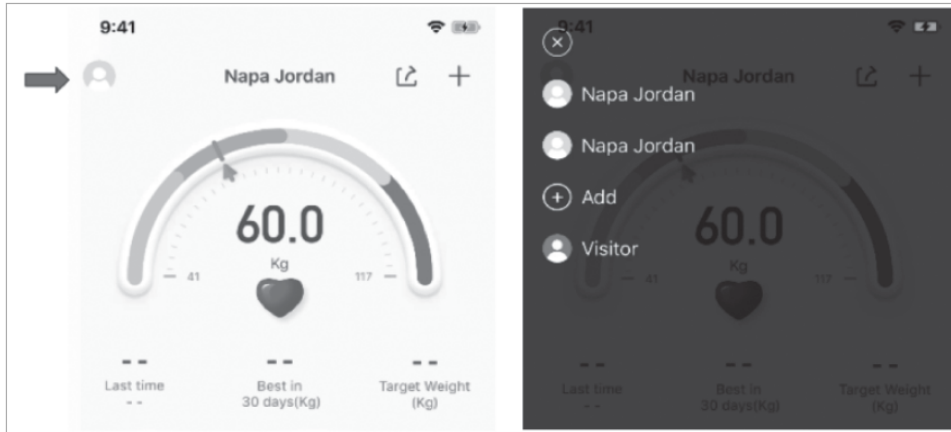 9:41
Napa Jordan
60.0
Kg
41
117
--
--
--
Last time
Best in
Target Weight
--
30 days(Kg)
(Kg)
9:41
Napa Jordan
Napa Jordan
Napa Jordan
Add
Visitor
60.0
Kg
41
117
--
--
--
Last time
Best in
Target Weight
--
30 days(Kg)
(Kg)